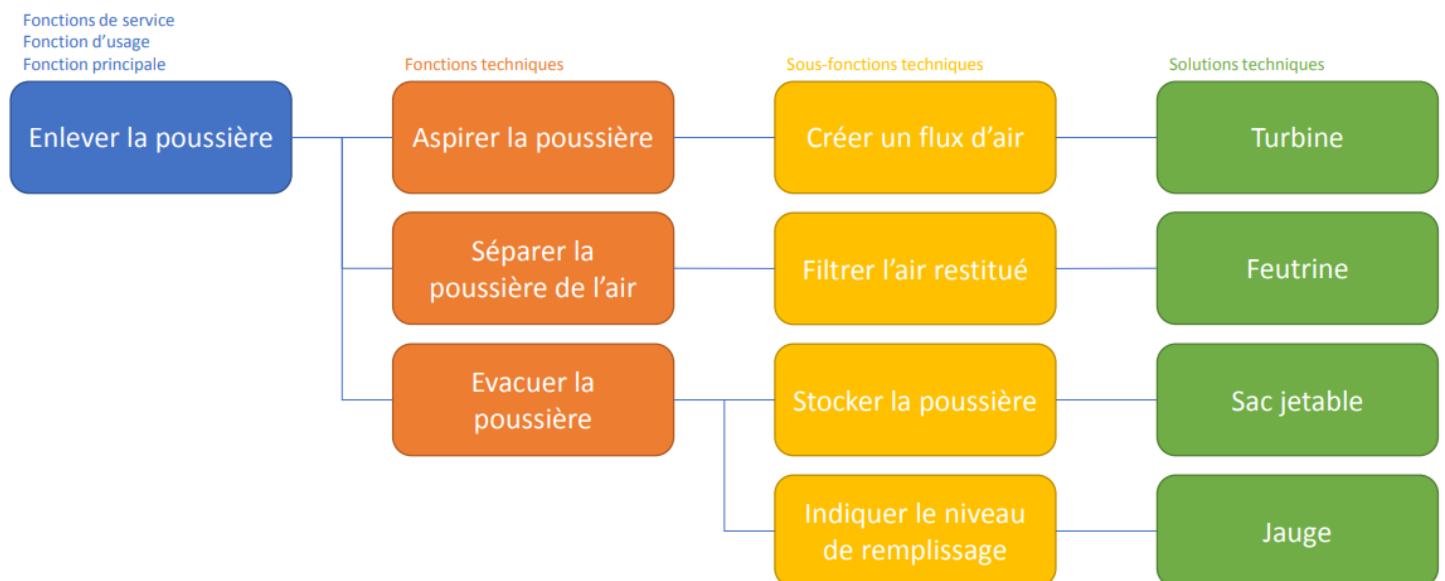 Fonctions de service
Fonction d'usage
Fonction principale
Fonctions techniques
Sous-fonctions techniques
Solutions techniques
Enlever la poussière
Aspirer la poussière
Créer un flux d'air
Turbine
Séparer la
poussière de l'air
Filtrer l'air restitué
Feutrine
Evacuer la
poussière
Stocker la poussière
Sac jetable
Indiquer le niveau
de remplissage
Jauge